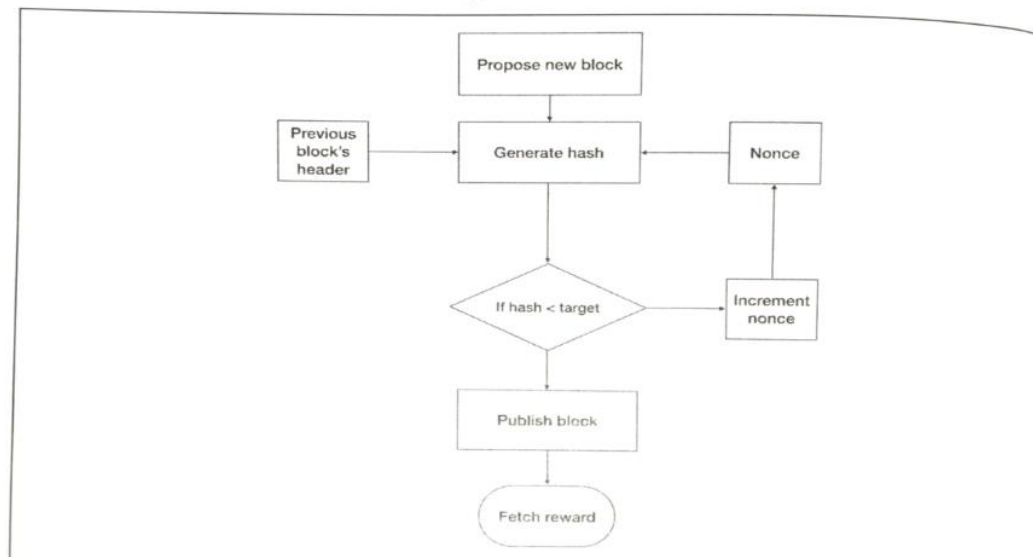 Propose new block
Previous
block's
header
Generate hash
Nonce
If hash < target
Increment
nonce
Publish block
Fetch reward